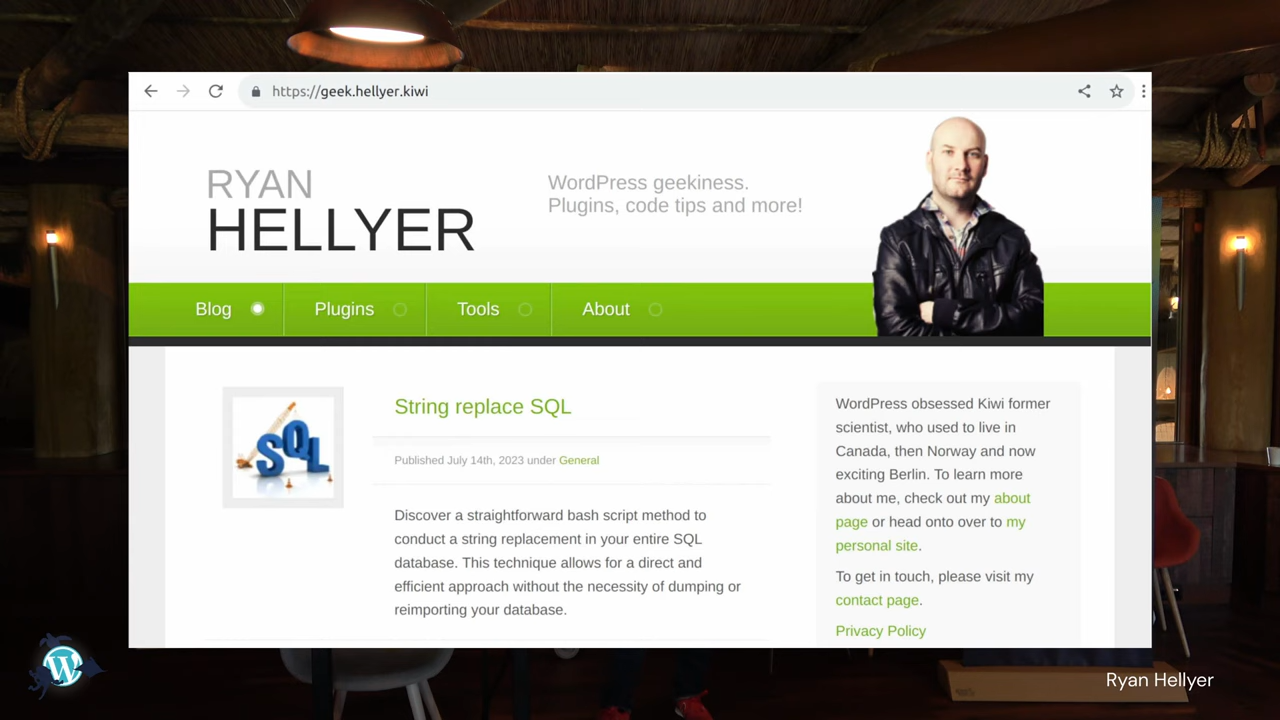 https://geek.hellyer.kiwi
RYAN
HELLYER
WordPress geekiness.
Plugins, code tips and more!
Blog
Plugins
Tools
About
SQL
String replace SQL
Published July 14th, 2023 under General
Discover a straightforward bash script method to
conduct a string replacement in your entire SQL
database. This technique allows for a direct and
efficient approach without the necessity of dumping or
reimporting your database.
WordPress obsessed Kiwi former
scientist, who used to live in
Canada, then Norway and now
exciting Berlin. To learn more
about me, check out my about
page or head onto over to my
personal site.
To get in touch, please visit my
contact page.
Privacy Policy
W
Ryan Hellyer